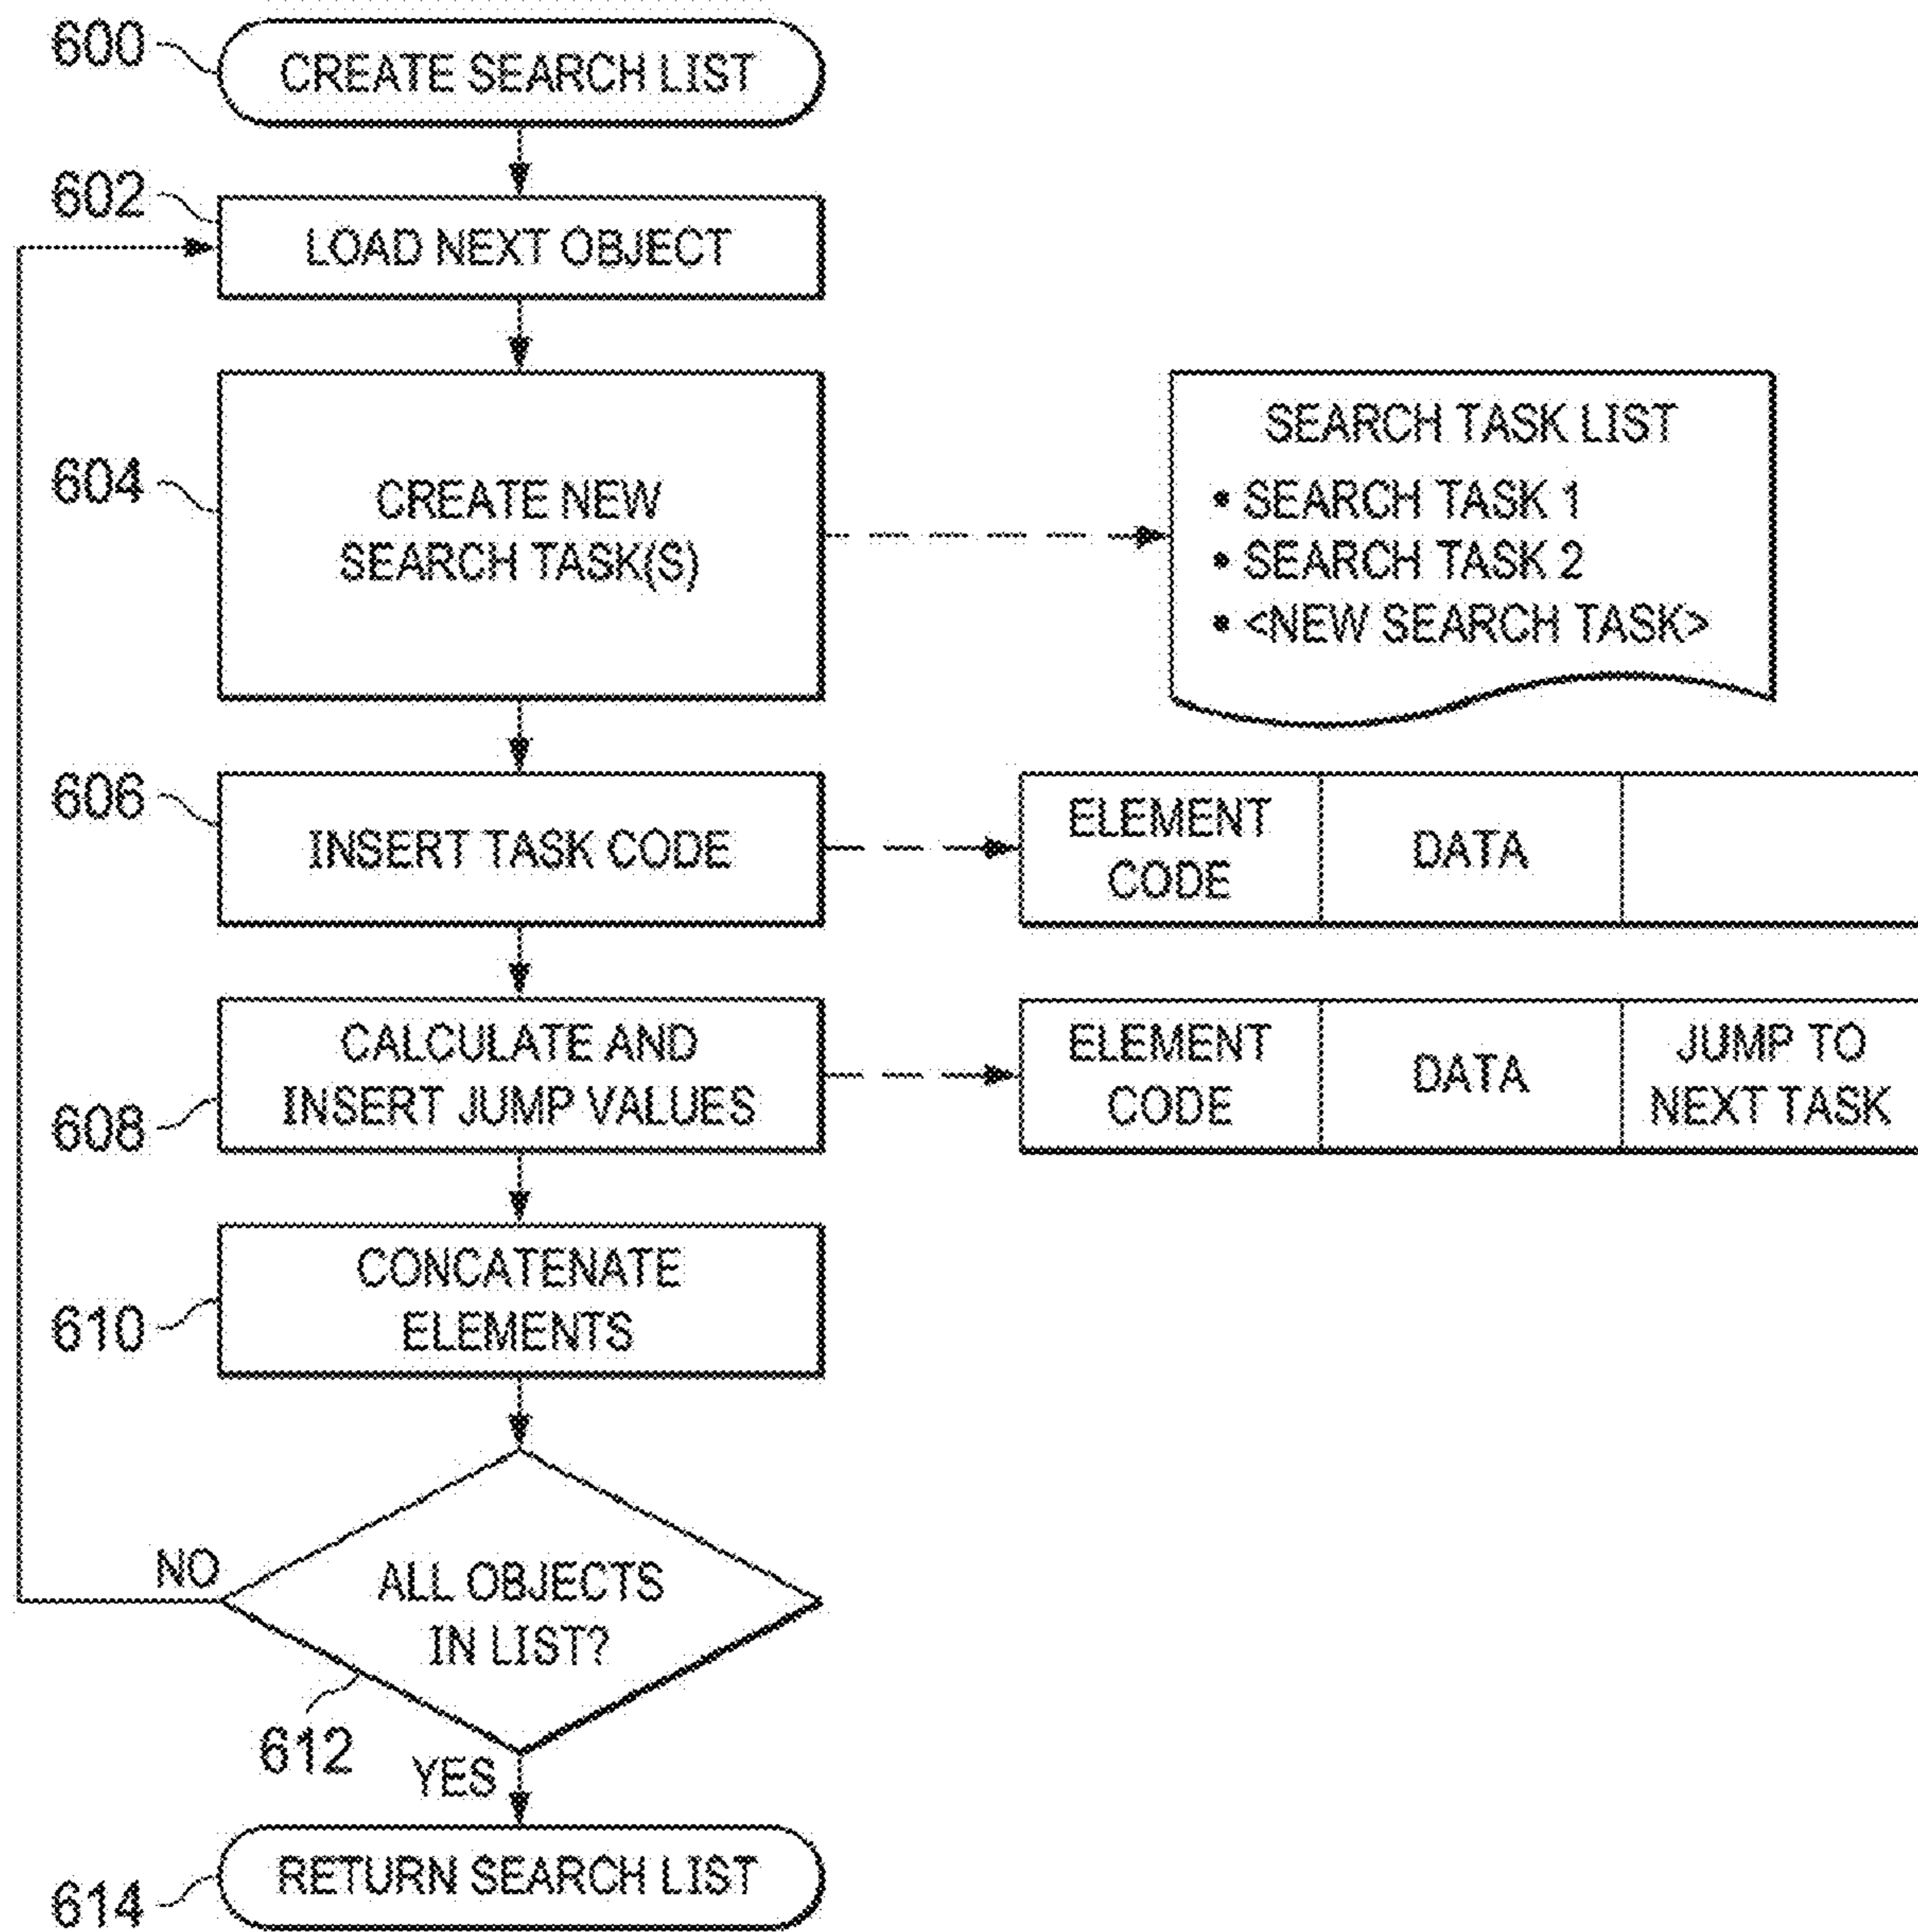 600
CREATE SEARCH LIST
602
LOAD NEXT OBJECT
604
CREATE NEW
SEARCH TASK(S)
SEARCH TASK LIST
• SEARCH TASK 1
• SEARCH TASK 2
• <NEW SEARCH TASK>
606
INSERT TASK CODE
ELEMENT
CODE
DATA
608
CALCULATE AND
INSERT JUMP VALUES
ELEMENT
CODE
DATA
JUMP TO
NEXT TASK
610
CONCATENATE
ELEMENTS
NO
ALL OBJECTS
IN LIST?
612
YES
614
RETURN SEARCH LIST